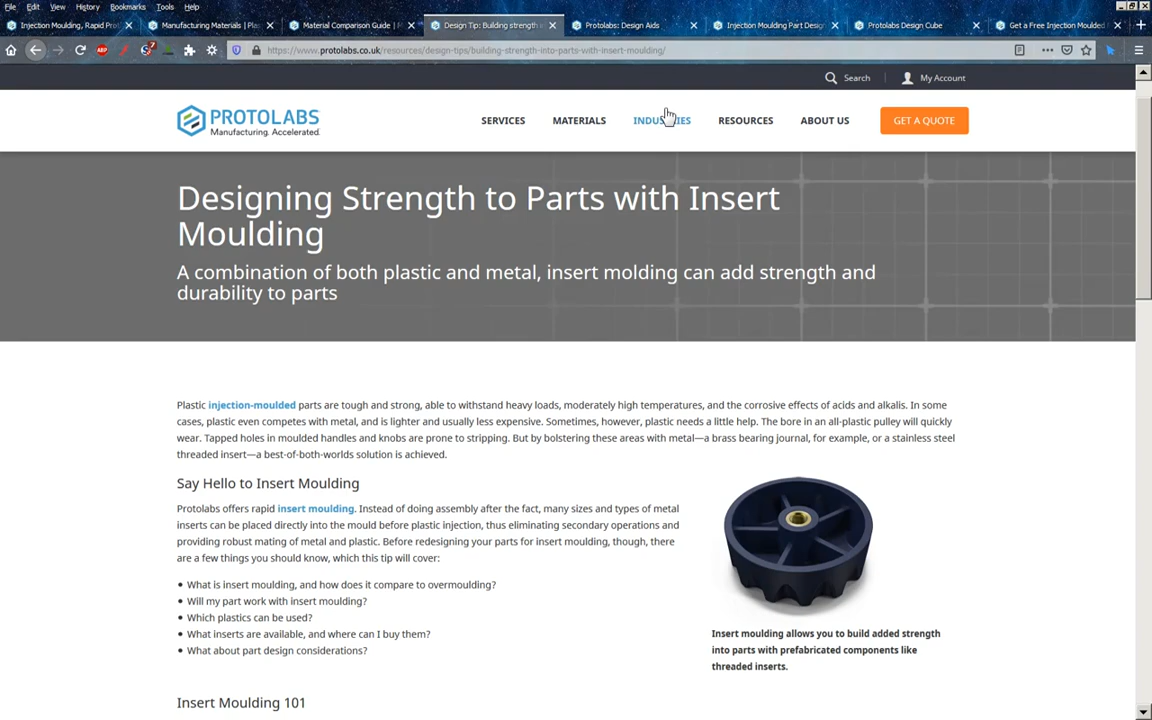 File Edit View History Bookmarks Tools Help
Injection Moulding, Rapid Pro
Manufacturing Materials | Plas
Material Comparison Guide |
Design Tip: Building strength
Protolabs: Design Aids
Injection Moulding Part Design
Protolabs Design Cube
Get a Free Injection Moulded
https://www.protolabs.co.uk/resources/design-tips/building-strength-into-parts-with-insert-moulding/
Search
My Account
PROTOLABS
Manufacturing. Accelerated.
SERVICES MATERIALS INDUSTRIES RESOURCES ABOUT US GET A QUOTE
Designing Strength to Parts with Insert
Moulding
A combination of both plastic and metal, insert molding can add strength and
durability to parts
Plastic injection-moulded parts are tough and strong, able to withstand heavy loads, moderately high temperatures, and the corrosive effects of acids and alkalis. In some
cases, plastic even competes with metal, and is lighter and usually less expensive. Sometimes, however, plastic needs a little help. The bore in an all-plastic pulley will quickly
wear. Tapped holes in moulded handles and knobs are prone to stripping. But by bolstering these areas with metal—a brass bearing journal, for example, or a stainless steel
threaded insert—a best-of-both-worlds solution is achieved.
Say Hello to Insert Moulding
Protolabs offers rapid insert moulding. Instead of doing assembly after the fact, many sizes and types of metal
inserts can be placed directly into the mould before plastic injection, thus eliminating secondary operations and
providing robust mating of metal and plastic. Before redesigning your parts for insert moulding, though, there
are a few things you should know, which this tip will cover:
• What is insert moulding, and how does it compare to overmoulding?
• Will my part work with insert moulding?
• Which plastics can be used?
• What inserts are available, and where can I buy them?
• What about part design considerations?
Insert moulding allows you to build added strength
into parts with prefabricated components like
threaded inserts.
Insert Moulding 101